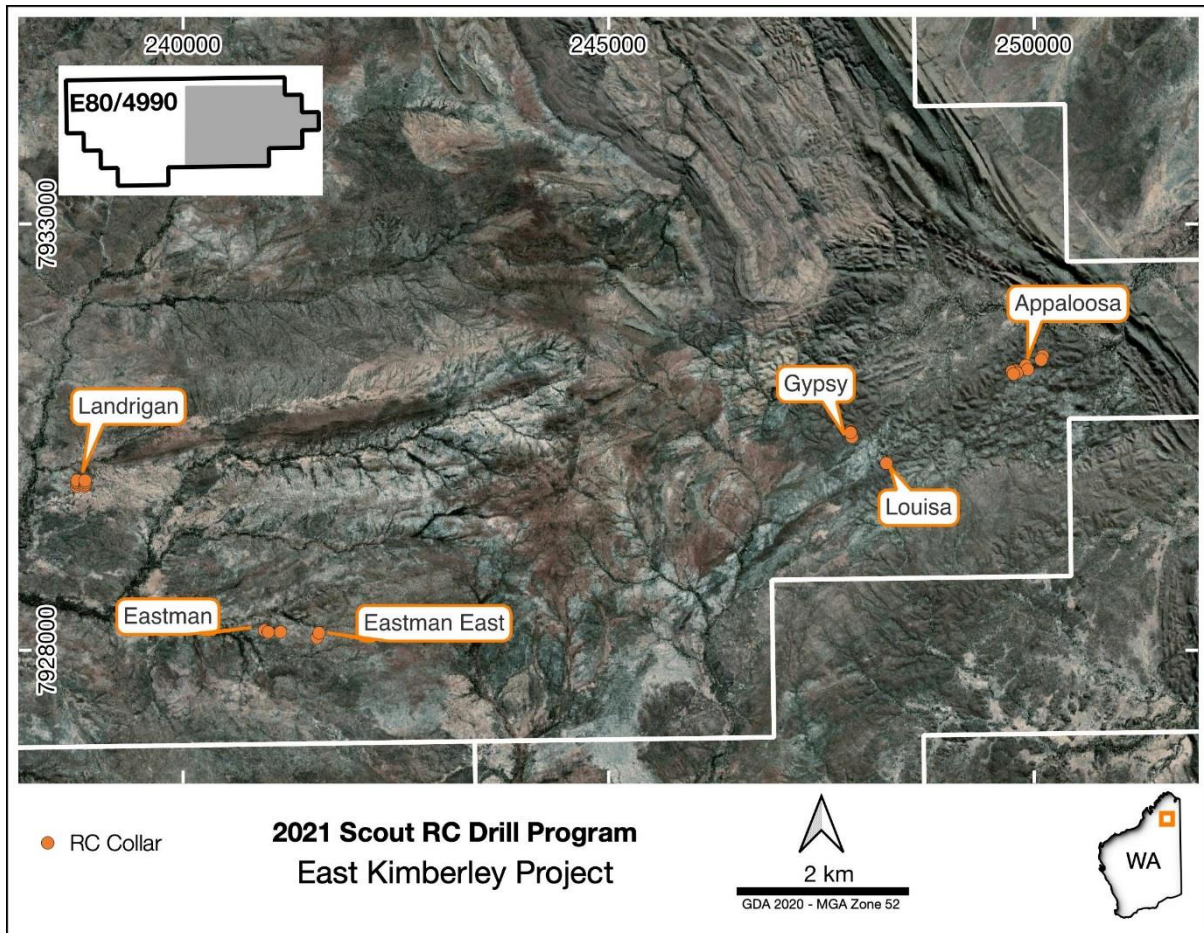 240000
245000
250000
E80/4990
7933000
Appaloosa
Gypsy
Landrigan
Louisa
Eastman
Eastman East
7928000
RC Collar
2021 Scout RC Drill Program
East Kimberley Project
2 km
GDA 2020 - MGA Zone 52
WA